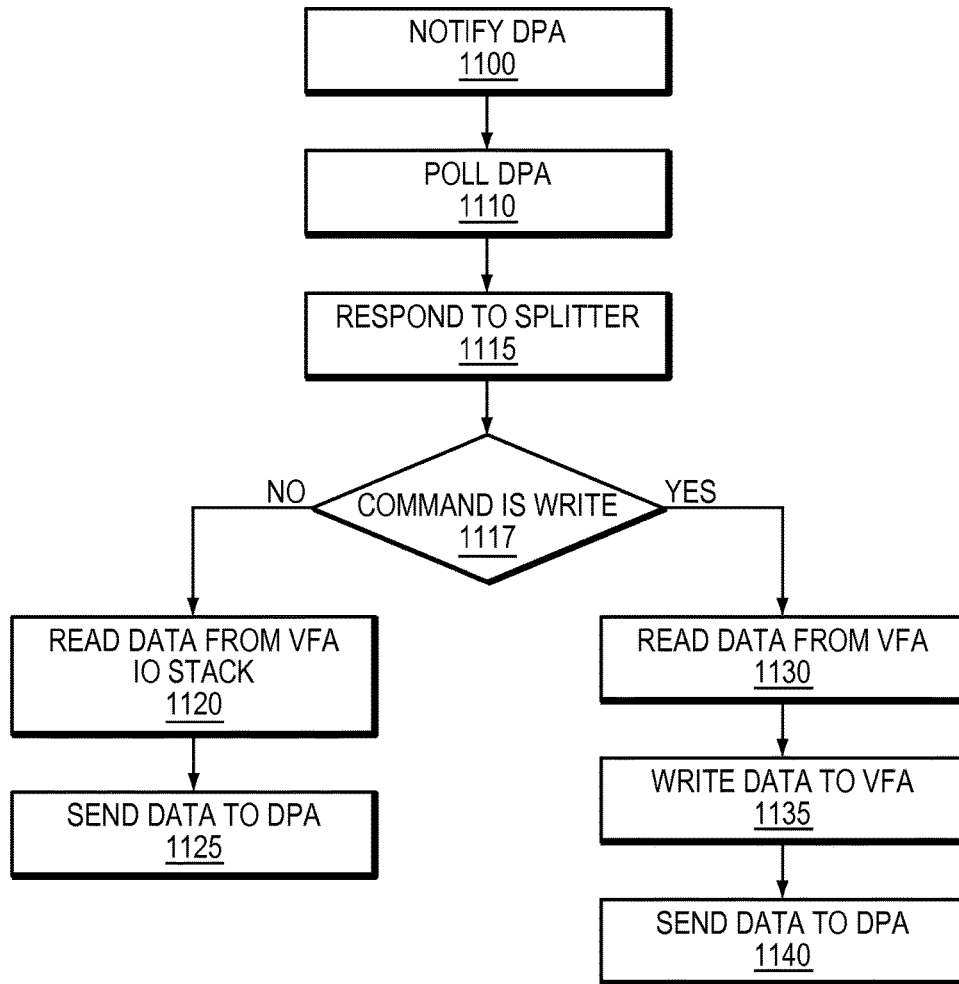 NOTIFY DPA
1100
POLL DPA
1110
RESPOND TO SPLITTER
1115
NO
COMMAND IS WRITE
1117
YES
READ DATA FROM VFA
IO STACK
1120
SEND DATA TO DPA
1125
READ DATA FROM VFA
1130
WRITE DATA TO VFA
1135
SEND DATA TO DPA
1140